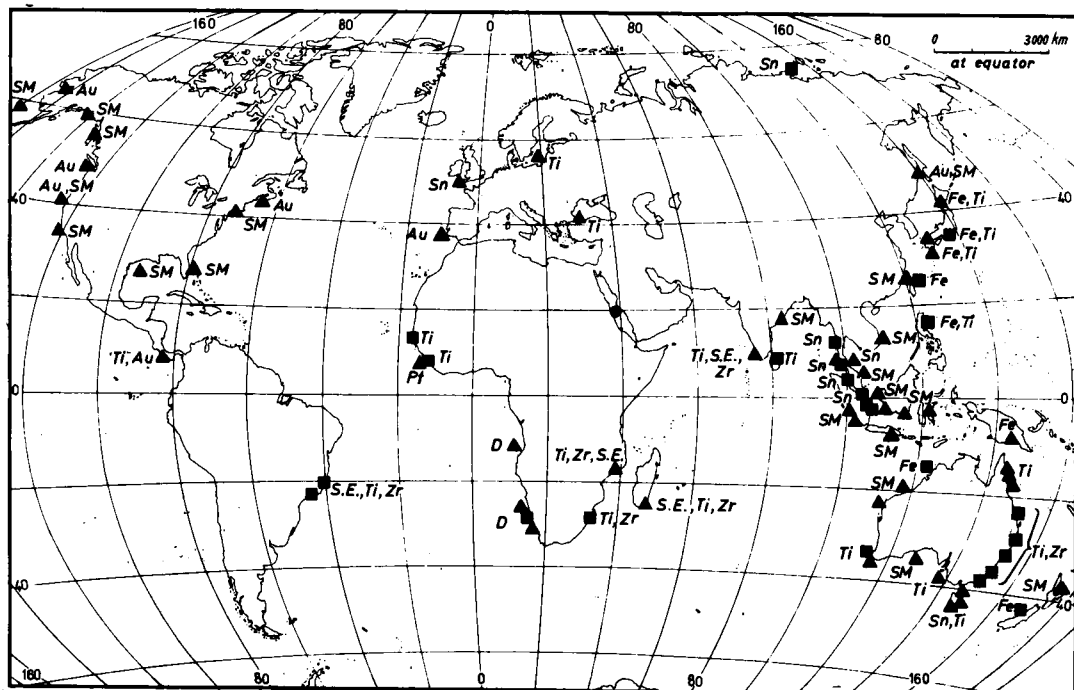 160 80 0 80 160 80 0 3000 km
at equator
Sn
Au
SM
SM
SM
Au
Au, SM
40
SM
SM
SM
Au
SM
SM
Ti, Au
0
Sn
Ti
Ti
Au
Ti
Ti
Pt
D
D
S.E., Ti, Zr
Ti, Zr, S.E.
S.E., Ti, Zr
Ti, Zr
Au, SM
40
Fe, Ti
Fe, Ti
Fe, Ti
SM
Fe
Fe, Ti
SM
SM
Ti, S.E.,
Zr
Ti
Sn
Sn
Sn
Sn
SM
Sn
SM
SM
SM
SM
0
Fe
Fe
SM
Ti
Ti, Zr
Ti
SM
Ti
Sn, Ti
Fe
SM
40
40
160 80 0 80 160